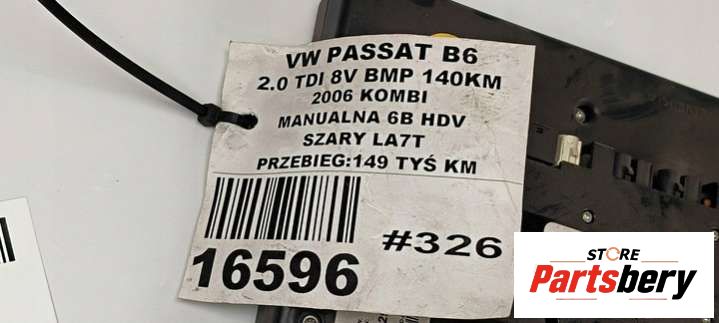 VW PASSAT B6
2.0 TDI 8V BMP 140KM
2006 KOMBI
MANUALNA 6B HDV
SZARY LA7T
PRZEBIEG:149 TYŚ KM
#326
16596
STORE
Partsbery